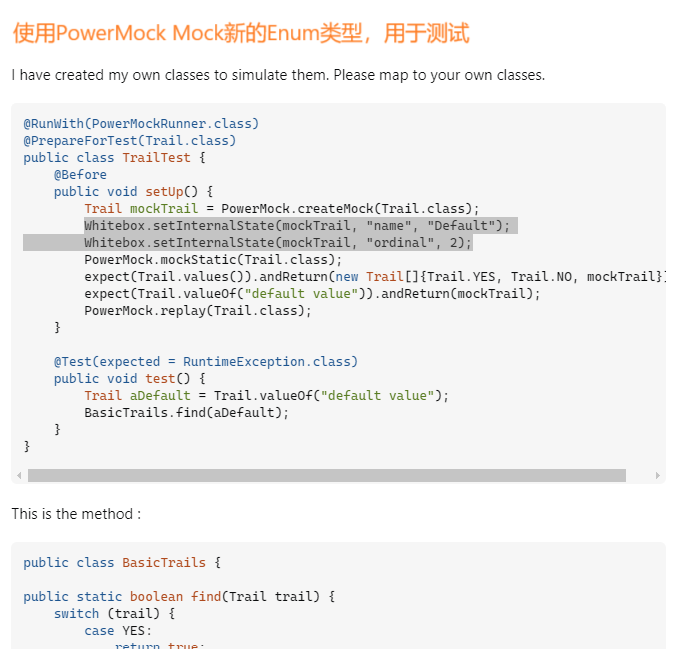 使用PowerMock Mock新的Enum类型，用于测试
I have created my own classes to simulate them. Please map to your own classes.
@RunWith(PowerMockRunner.class)
@PrepareForTest(Trail.class)
public class TrailTest {
    @Before
    public void setUp() {
        Trail mockTrail = PowerMock.createMock(Trail.class);
        Whitebox.setInternalState(mockTrail, "name", "Default");
        Whitebox.setInternalState(mockTrail, "ordinal", 2);
        PowerMock.mockStatic(Trail.class);
        expect(Trail.values()).andReturn(new Trail[]{Trail.YES, Trail.NO, mockTrail})
        expect(Trail.valueOf("default value")).andReturn(mockTrail);
        PowerMock.replay(Trail.class);
    }
    @Test(expected = RuntimeException.class)
    public void test() {
        Trail aDefault = Trail.valueOf("default value");
        BasicTrails.find(aDefault);
    }
}
This is the method :
public class BasicTrails {
public static boolean find(Trail trail) {
    switch (trail) {
        case YES:
            return true;